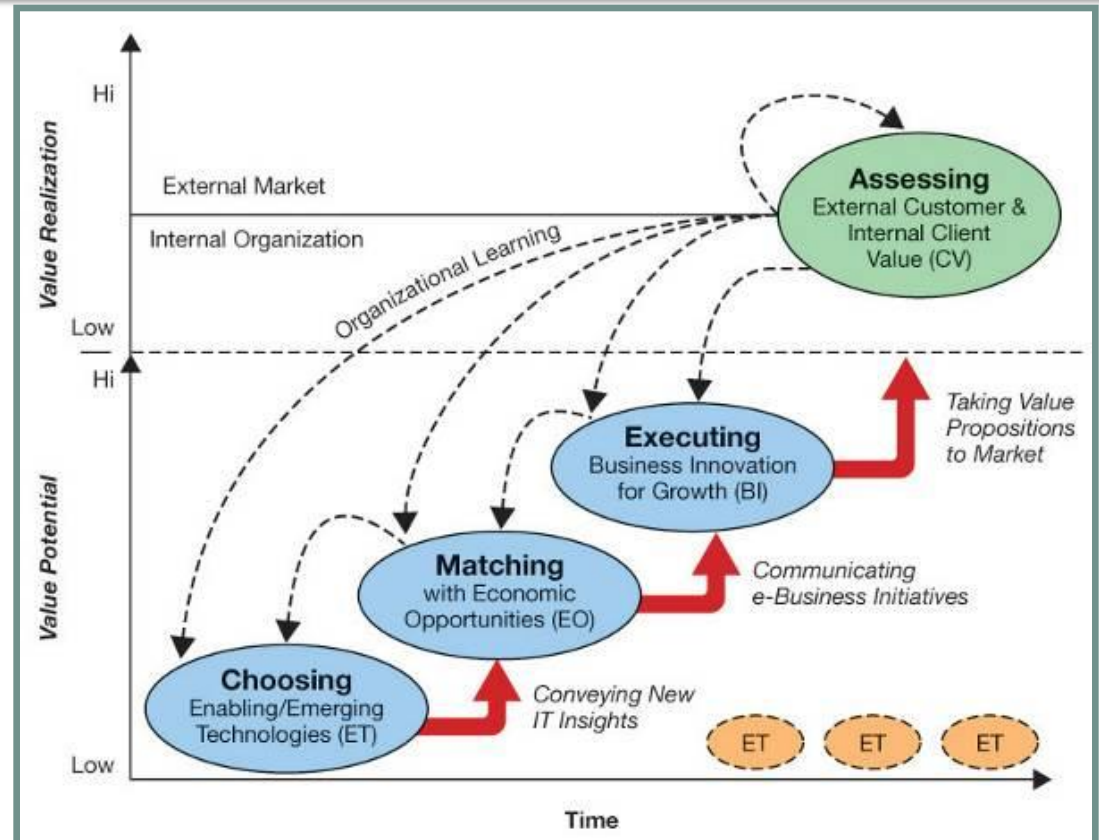 Value Realization
Hi
External Market
Internal Organization
Low
Organizational Learning
Assessing
External Customer &
Internal Client
Value (CV)
Value Potential
Hi
Low
Executing
Business Innovation
for Growth (BI)
Taking Value
Propositions
to Market
Matching
with Economic
Opportunities (EO)
Communicating
e-Business Initiatives
Choosing
Enabling/Emerging
Technologies (ET)
Conveying New
IT Insights
ET
ET
ET
Time